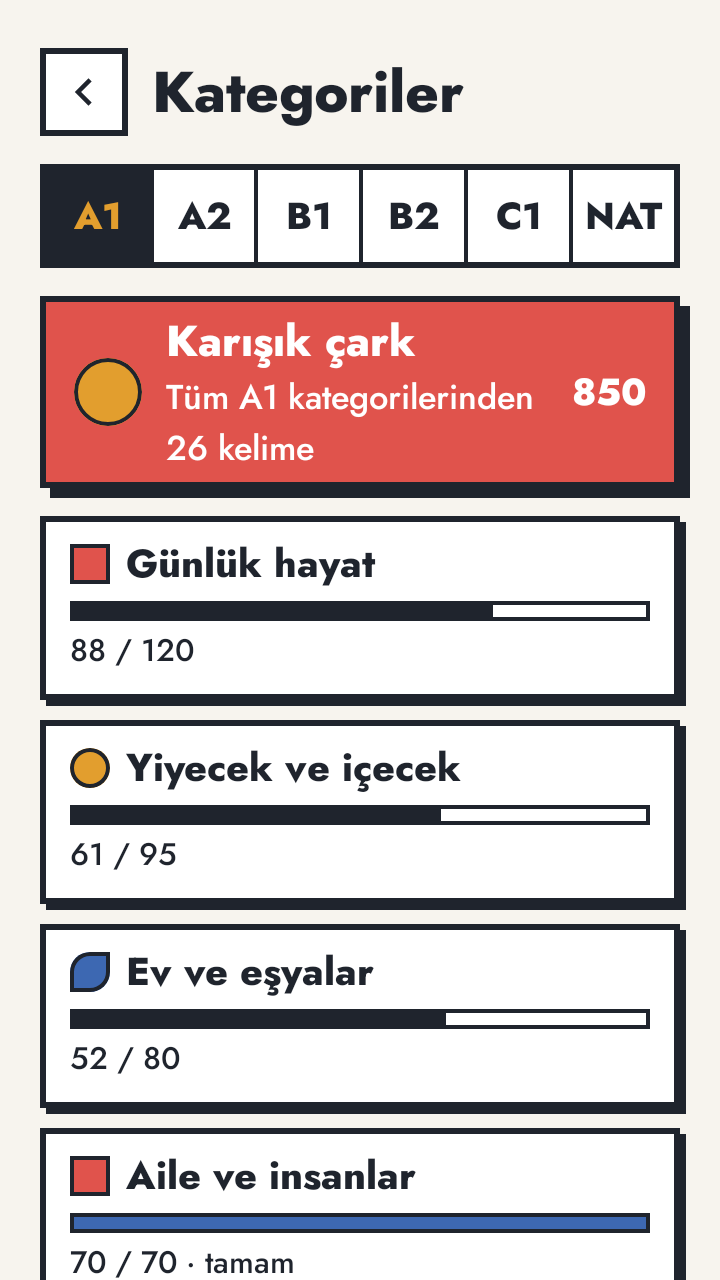 Kategoriler
A1 A2 B1 B2 C1 NAT
Karışık çark
Tüm A1 kategorilerinden
26 kelime
850
Günlük hayat
88 / 120
Yiyecek ve içecek
61 / 95
Ev ve eşyalar
52 / 80
Aile ve insanlar
70 / 70 · tamam